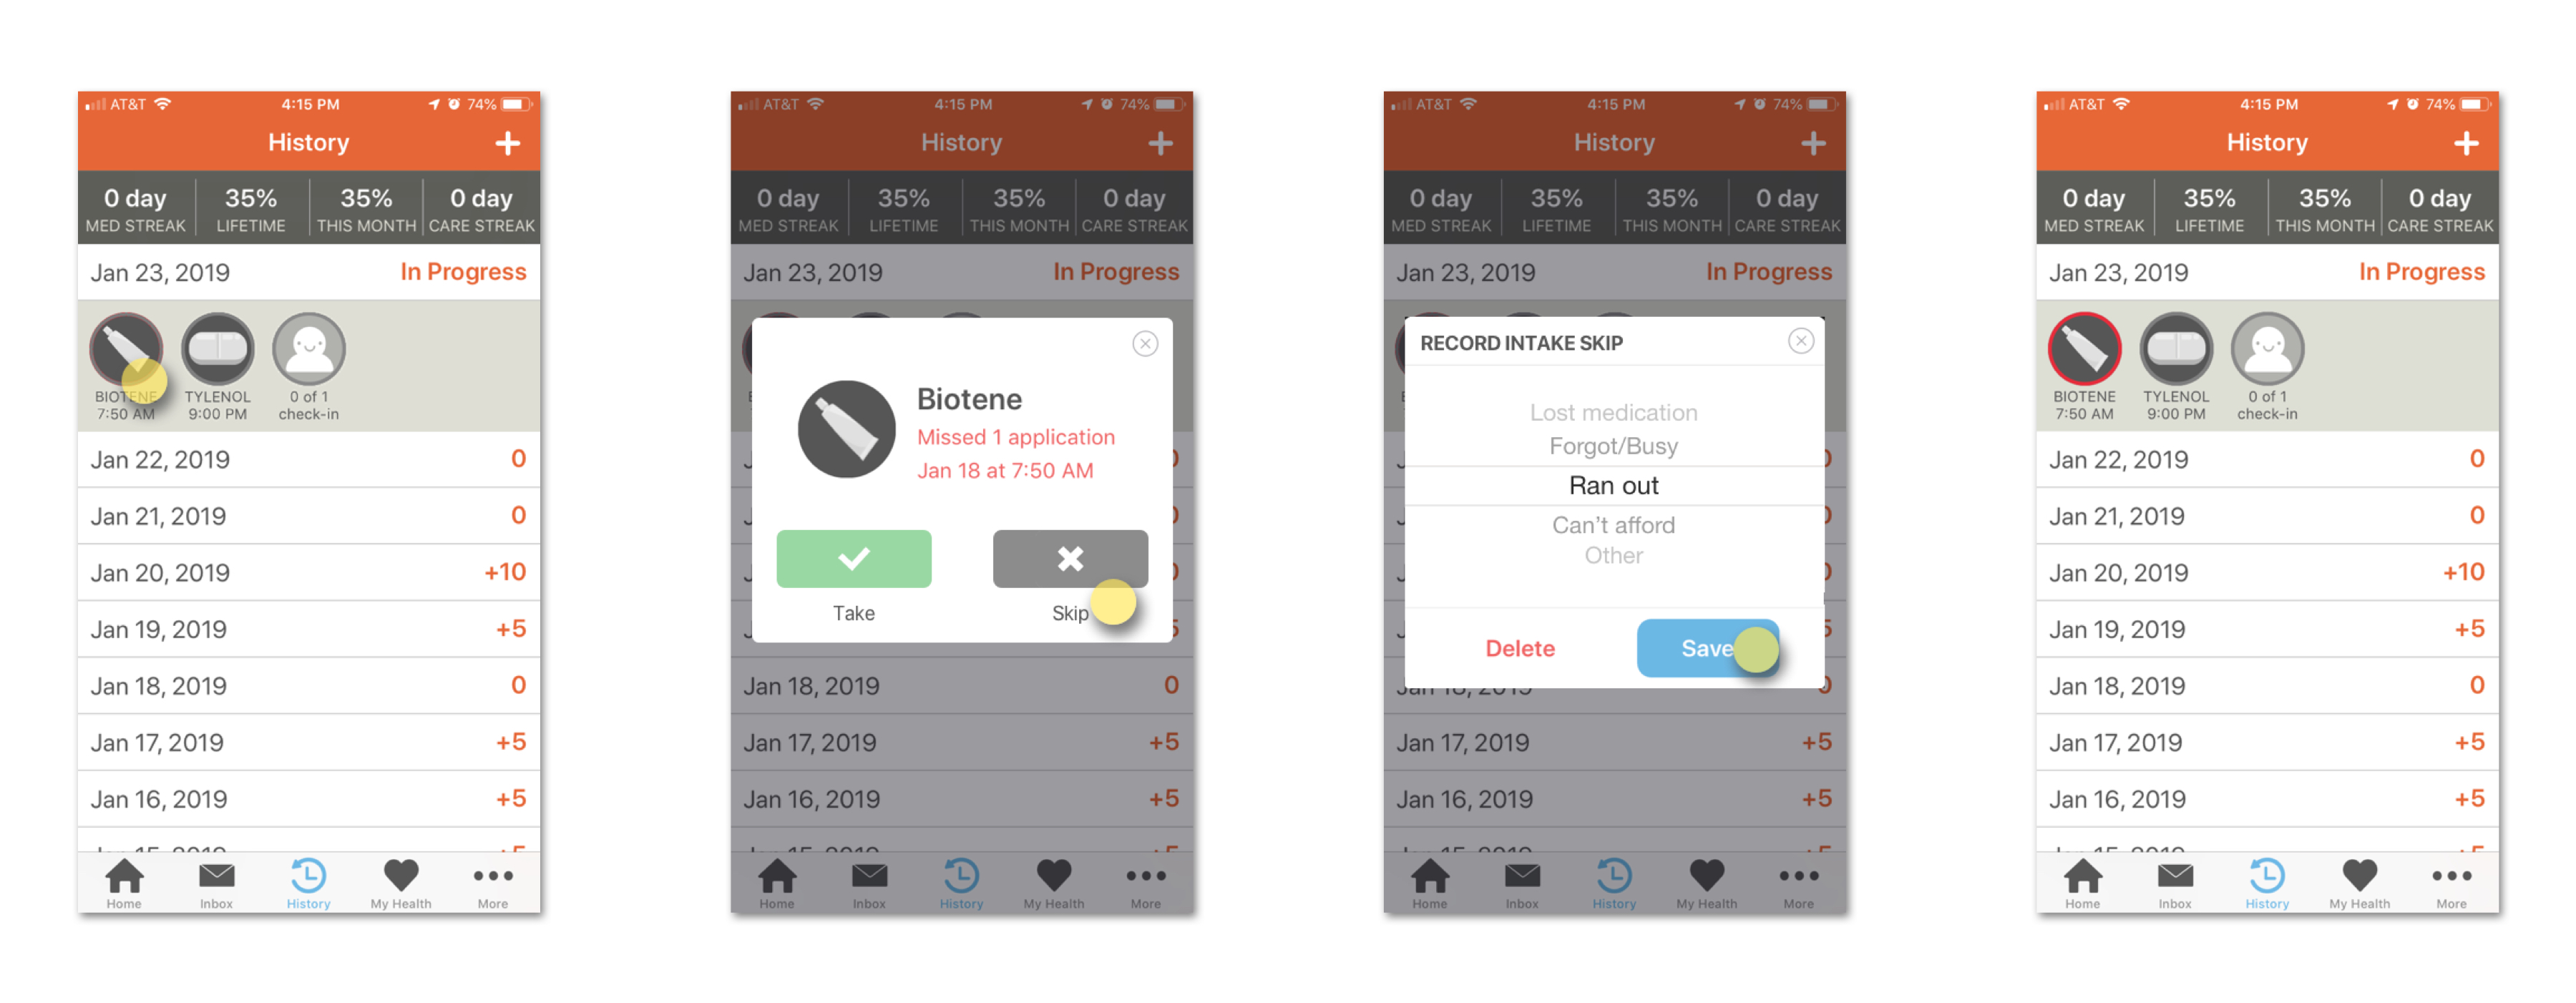 AT&T 4:15 PM 74%
History +
0 day 35% 35% 0 day
MED STREAK LIFETIME THIS MONTH CARE STREAK
Jan 23, 2019 In Progress
BIOTENE TYLENOL 0 of 1
7:50 AM 9:00 PM check-in
Jan 22, 2019 0
Jan 21, 2019 0
Jan 20, 2019 +10
Jan 19, 2019 +5
Jan 18, 2019 0
Jan 17, 2019 +5
Jan 16, 2019 +5
Home Inbox History My Health More
AT&T 4:15 PM 74%
History +
0 day 35% 35% 0 day
MED STREAK LIFETIME THIS MONTH CARE STREAK
Jan 23, 2019 In Progress
Biotene
Missed 1 application
Jan 18 at 7:50 AM
Take Skip
Jan 18, 2019 0
Jan 17, 2019 +5
Jan 16, 2019 +5
Home Inbox History My Health More
AT&T 4:15 PM 74%
History +
0 day 35% 35% 0 day
MED STREAK LIFETIME THIS MONTH CARE STREAK
Jan 23, 2019 In Progress
RECORD INTAKE SKIP
Lost medication
Forgot/Busy
Ran out
Can't afford
Other
Delete Save
Jan 17, 2019 +5
Jan 16, 2019 +5
Home Inbox History My Health More
AT&T 4:15 PM 74%
History +
0 day 35% 35% 0 day
MED STREAK LIFETIME THIS MONTH CARE STREAK
Jan 23, 2019 In Progress
BIOTENE TYLENOL 0 of 1
7:50 AM 9:00 PM check-in
Jan 22, 2019 0
Jan 21, 2019 0
Jan 20, 2019 +10
Jan 19, 2019 +5
Jan 18, 2019 0
Jan 17, 2019 +5
Jan 16, 2019 +5
Home Inbox History My Health More